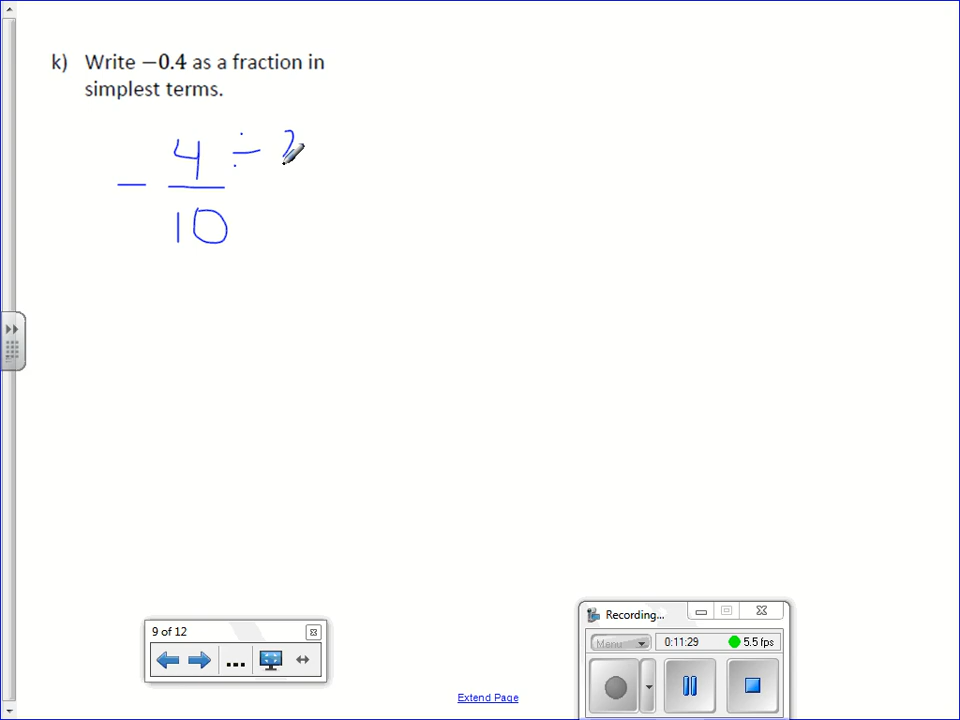 k) Write −0.4 as a fraction in
simplest terms.
− 4/10 ÷ 2
9 of 12
...
Recording...
Menu
0:11:29
5.5 fps
Extend Page